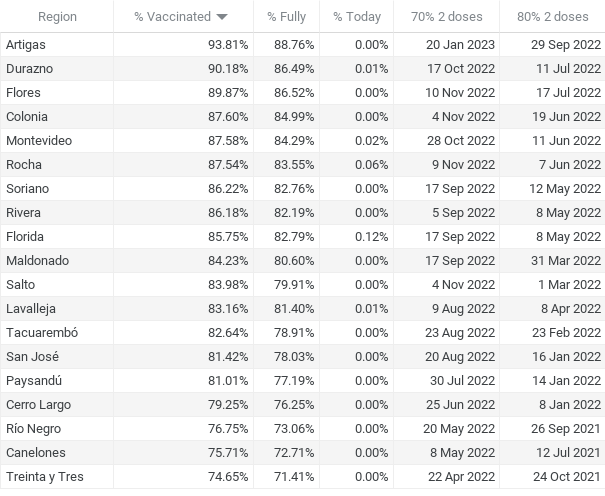 Region % Vaccinated % Fully % Today 70% 2 doses 80% 2 doses
Artigas 93.81% 88.76% 0.00% 20 Jan 2023 29 Sep 2022
Durazno 90.18% 86.49% 0.01% 17 Oct 2022 11 Jul 2022
Flores 89.87% 86.52% 0.00% 10 Nov 2022 17 Jul 2022
Colonia 87.60% 84.99% 0.00% 4 Nov 2022 19 Jun 2022
Montevideo 87.58% 84.29% 0.02% 28 Oct 2022 11 Jun 2022
Rocha 87.54% 83.55% 0.06% 9 Nov 2022 7 Jun 2022
Soriano 86.22% 82.76% 0.00% 17 Sep 2022 12 May 2022
Rivera 86.18% 82.19% 0.00% 5 Sep 2022 8 May 2022
Florida 85.75% 82.79% 0.12% 17 Sep 2022 8 May 2022
Maldonado 84.23% 80.60% 0.00% 17 Sep 2022 31 Mar 2022
Salto 83.98% 79.91% 0.00% 4 Nov 2022 1 Mar 2022
Lavalleja 83.16% 81.40% 0.01% 9 Aug 2022 8 Apr 2022
Tacuarembó 82.64% 78.91% 0.00% 23 Aug 2022 23 Feb 2022
San José 81.42% 78.03% 0.00% 20 Aug 2022 16 Jan 2022
Paysandú 81.01% 77.19% 0.00% 30 Jul 2022 14 Jan 2022
Cerro Largo 79.25% 76.25% 0.00% 25 Jun 2022 8 Jan 2022
Río Negro 76.75% 73.06% 0.00% 20 May 2022 26 Sep 2021
Canelones 75.71% 72.71% 0.00% 8 May 2022 12 Jul 2021
Treinta y Tres 74.65% 71.41% 0.00% 22 Apr 2022 24 Oct 2021